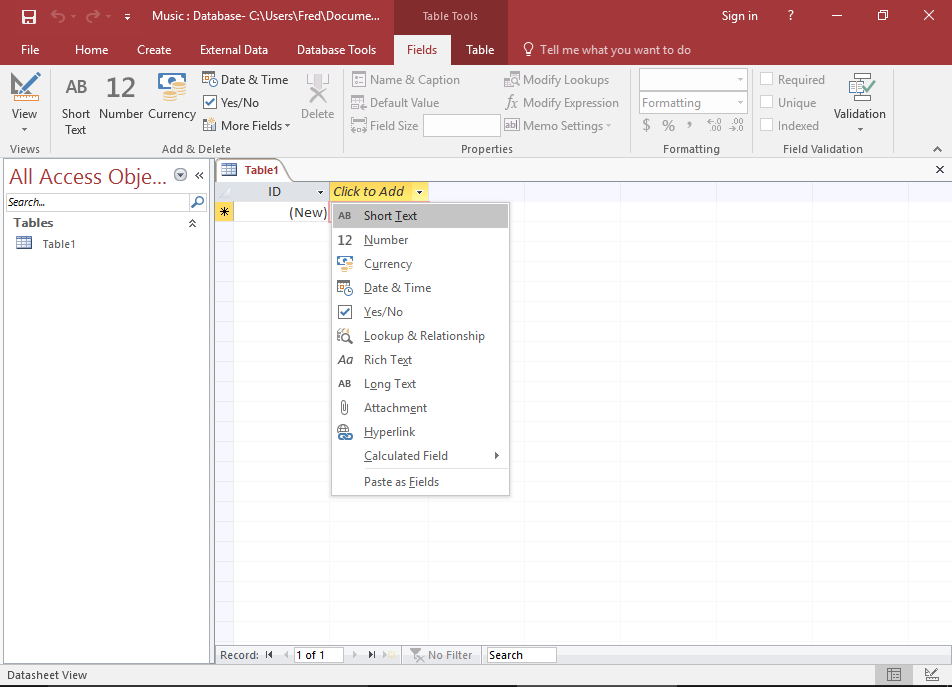 Music : Database- C:\Users\Fred\Docume...
Table Tools
Sign in
?
File
Home
Create
External Data
Database Tools
Fields
Table
Tell me what you want to do
View
Views
AB
Short
Text
12
Number
Currency
Date & Time
Yes/No
More Fields
Delete
Add & Delete
Name & Caption
Default Value
Field Size
Modify Lookups
fx Modify Expression
ab Memo Settings
Properties
Formatting
$ % , .00 .00
Formatting
Required
Unique
Indexed
Validation
Field Validation
All Access Obje... «
Search...
Tables
Table1
Table1
ID
Click to Add
* (New)
AB Short Text
12 Number
Currency
Date & Time
Yes/No
Lookup & Relationship
Aa Rich Text
AB Long Text
Attachment
Hyperlink
Calculated Field
Paste as Fields
Record: 1 of 1 No Filter Search
Datasheet View